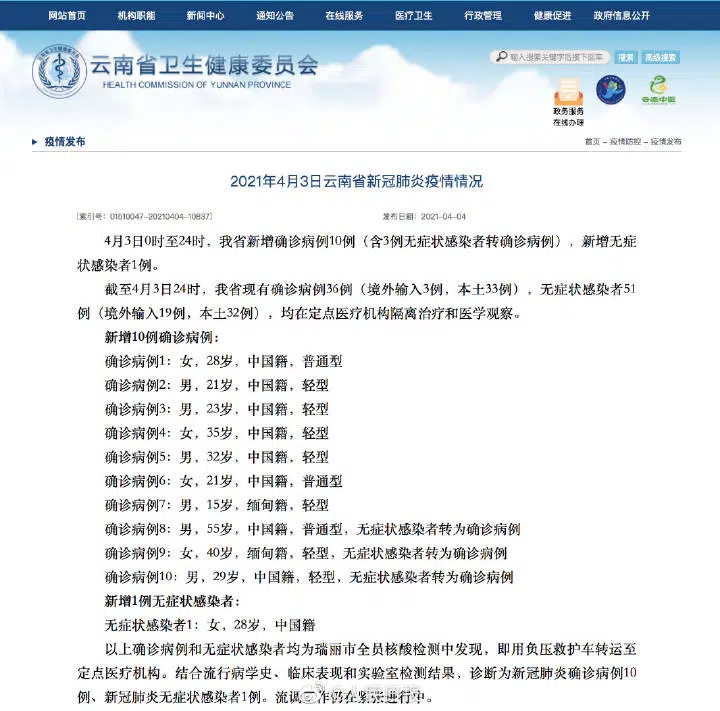 网站首页 机构职能 新闻中心 通知公告 在线服务 医疗卫生 行政管理 健康促进 政府信息公开
云南省卫生健康委员会
HEALTH COMMISSION OF YUNNAN PROVINCE
输入搜索关键字后按下回车 搜索 高级搜索
政务服务
在线办理
云南中医
疫情发布
首页 - 疫情防控 - 疫情发布
2021年4月3日云南省新冠肺炎疫情情况
[索引号: 01510047-20210404-10837] 发布日期: 2021-04-04
4月3日0时至24时，我省新增确诊病例10例（含3例无症状感染者转确诊病例），新增无症
状感染者1例。
截至4月3日24时，我省现有确诊病例36例（境外输入3例，本土33例），无症状感染者51
例（境外输入19例，本土32例），均在定点医疗机构隔离治疗和医学观察。
新增10例确诊病例：
确诊病例1：女，28岁，中国籍，普通型
确诊病例2：男，21岁，中国籍，轻型
确诊病例3：男，23岁，中国籍，轻型
确诊病例4：女，35岁，中国籍，轻型
确诊病例5：男，32岁，中国籍，轻型
确诊病例6：女，21岁，中国籍，普通型
确诊病例7：男，15岁，缅甸籍，轻型
确诊病例8：男，55岁，中国籍，普通型，无症状感染者转为确诊病例
确诊病例9：女，40岁，缅甸籍，轻型，无症状感染者转为确诊病例
确诊病例10：男，29岁，中国籍，轻型，无症状感染者转为确诊病例
新增1例无症状感染者：
无症状感染者1：女，28岁，中国籍
以上确诊病例和无症状感染者均为瑞丽市全员核酸检测中发现，即用负压救护车转运至
定点医疗机构。结合流行病学史、临床表现和实验室检测结果，诊断为新冠肺炎确诊病例10
例、新冠肺炎无症状感染者1例。流调工作仍在紧张进行中。
@人民日报